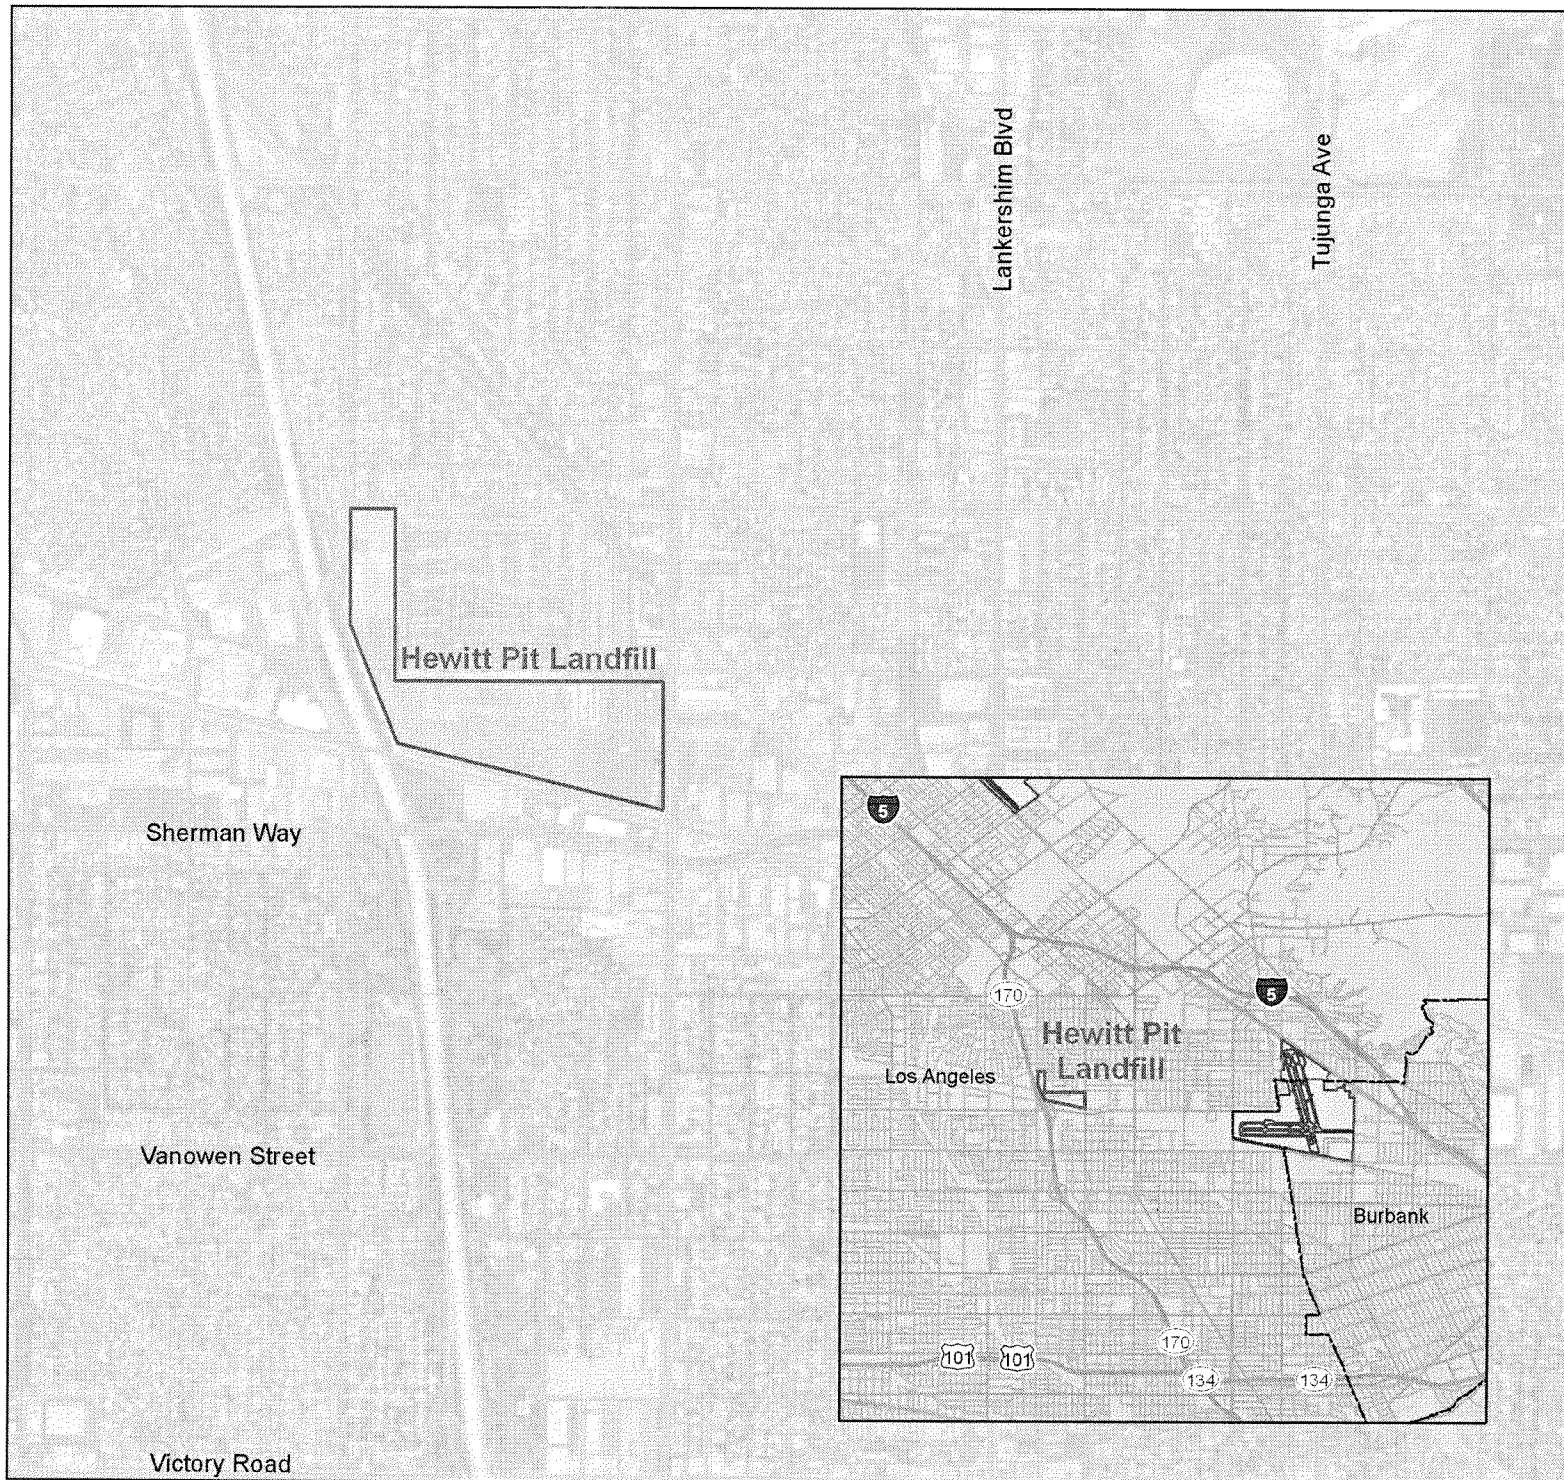 Lankershim Blvd
Tujunga Ave
Hewitt Pit Landfill
Sherman Way
Vanowen Street
Victory Road
5
170
5
Hewitt Pit
Landfill
Los Angeles
Burbank
170
101
101
134
134